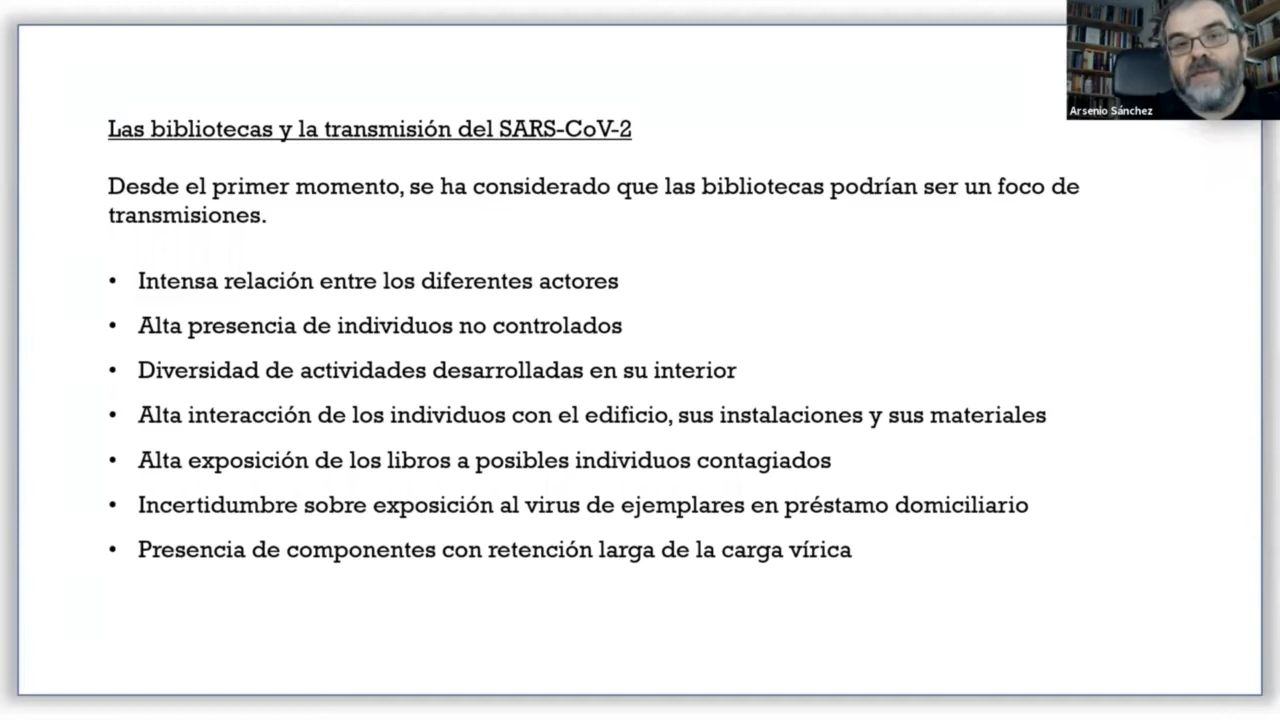 Arsenio Sánchez
Las bibliotecas y la transmisión del SARS-CoV-2
Desde el primer momento, se ha considerado que las bibliotecas podrían ser un foco de
transmisiones.
• Intensa relación entre los diferentes actores
• Alta presencia de individuos no controlados
• Diversidad de actividades desarrolladas en su interior
• Alta interacción de los individuos con el edificio, sus instalaciones y sus materiales
• Alta exposición de los libros a posibles individuos contagiados
• Incertidumbre sobre exposición al virus de ejemplares en préstamo domiciliario
• Presencia de componentes con retención larga de la carga vírica